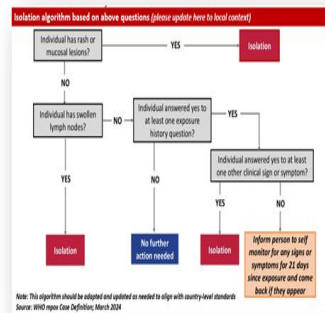 Isolation algorithm based on above questions (please update here to local context)
Individual has rash or
mucosal lesions?
YES
Isolation
NO
Individual has swollen
lymph nodes?
NO
Individual answered yes to
at least one exposure
history question?
YES
Individual answered yes to at least
one other clinical sign or symptom?
YES
NO
YES
NO
Isolation
No further
action needed
Isolation
Inform person to self
monitor for any signs or
symptoms for 21 days
since exposure and come
back if they appear
Note: This algorithm should be adapted and updated as needed to align with country-level standards
Source: WHO mpox Case Definition; March 2024